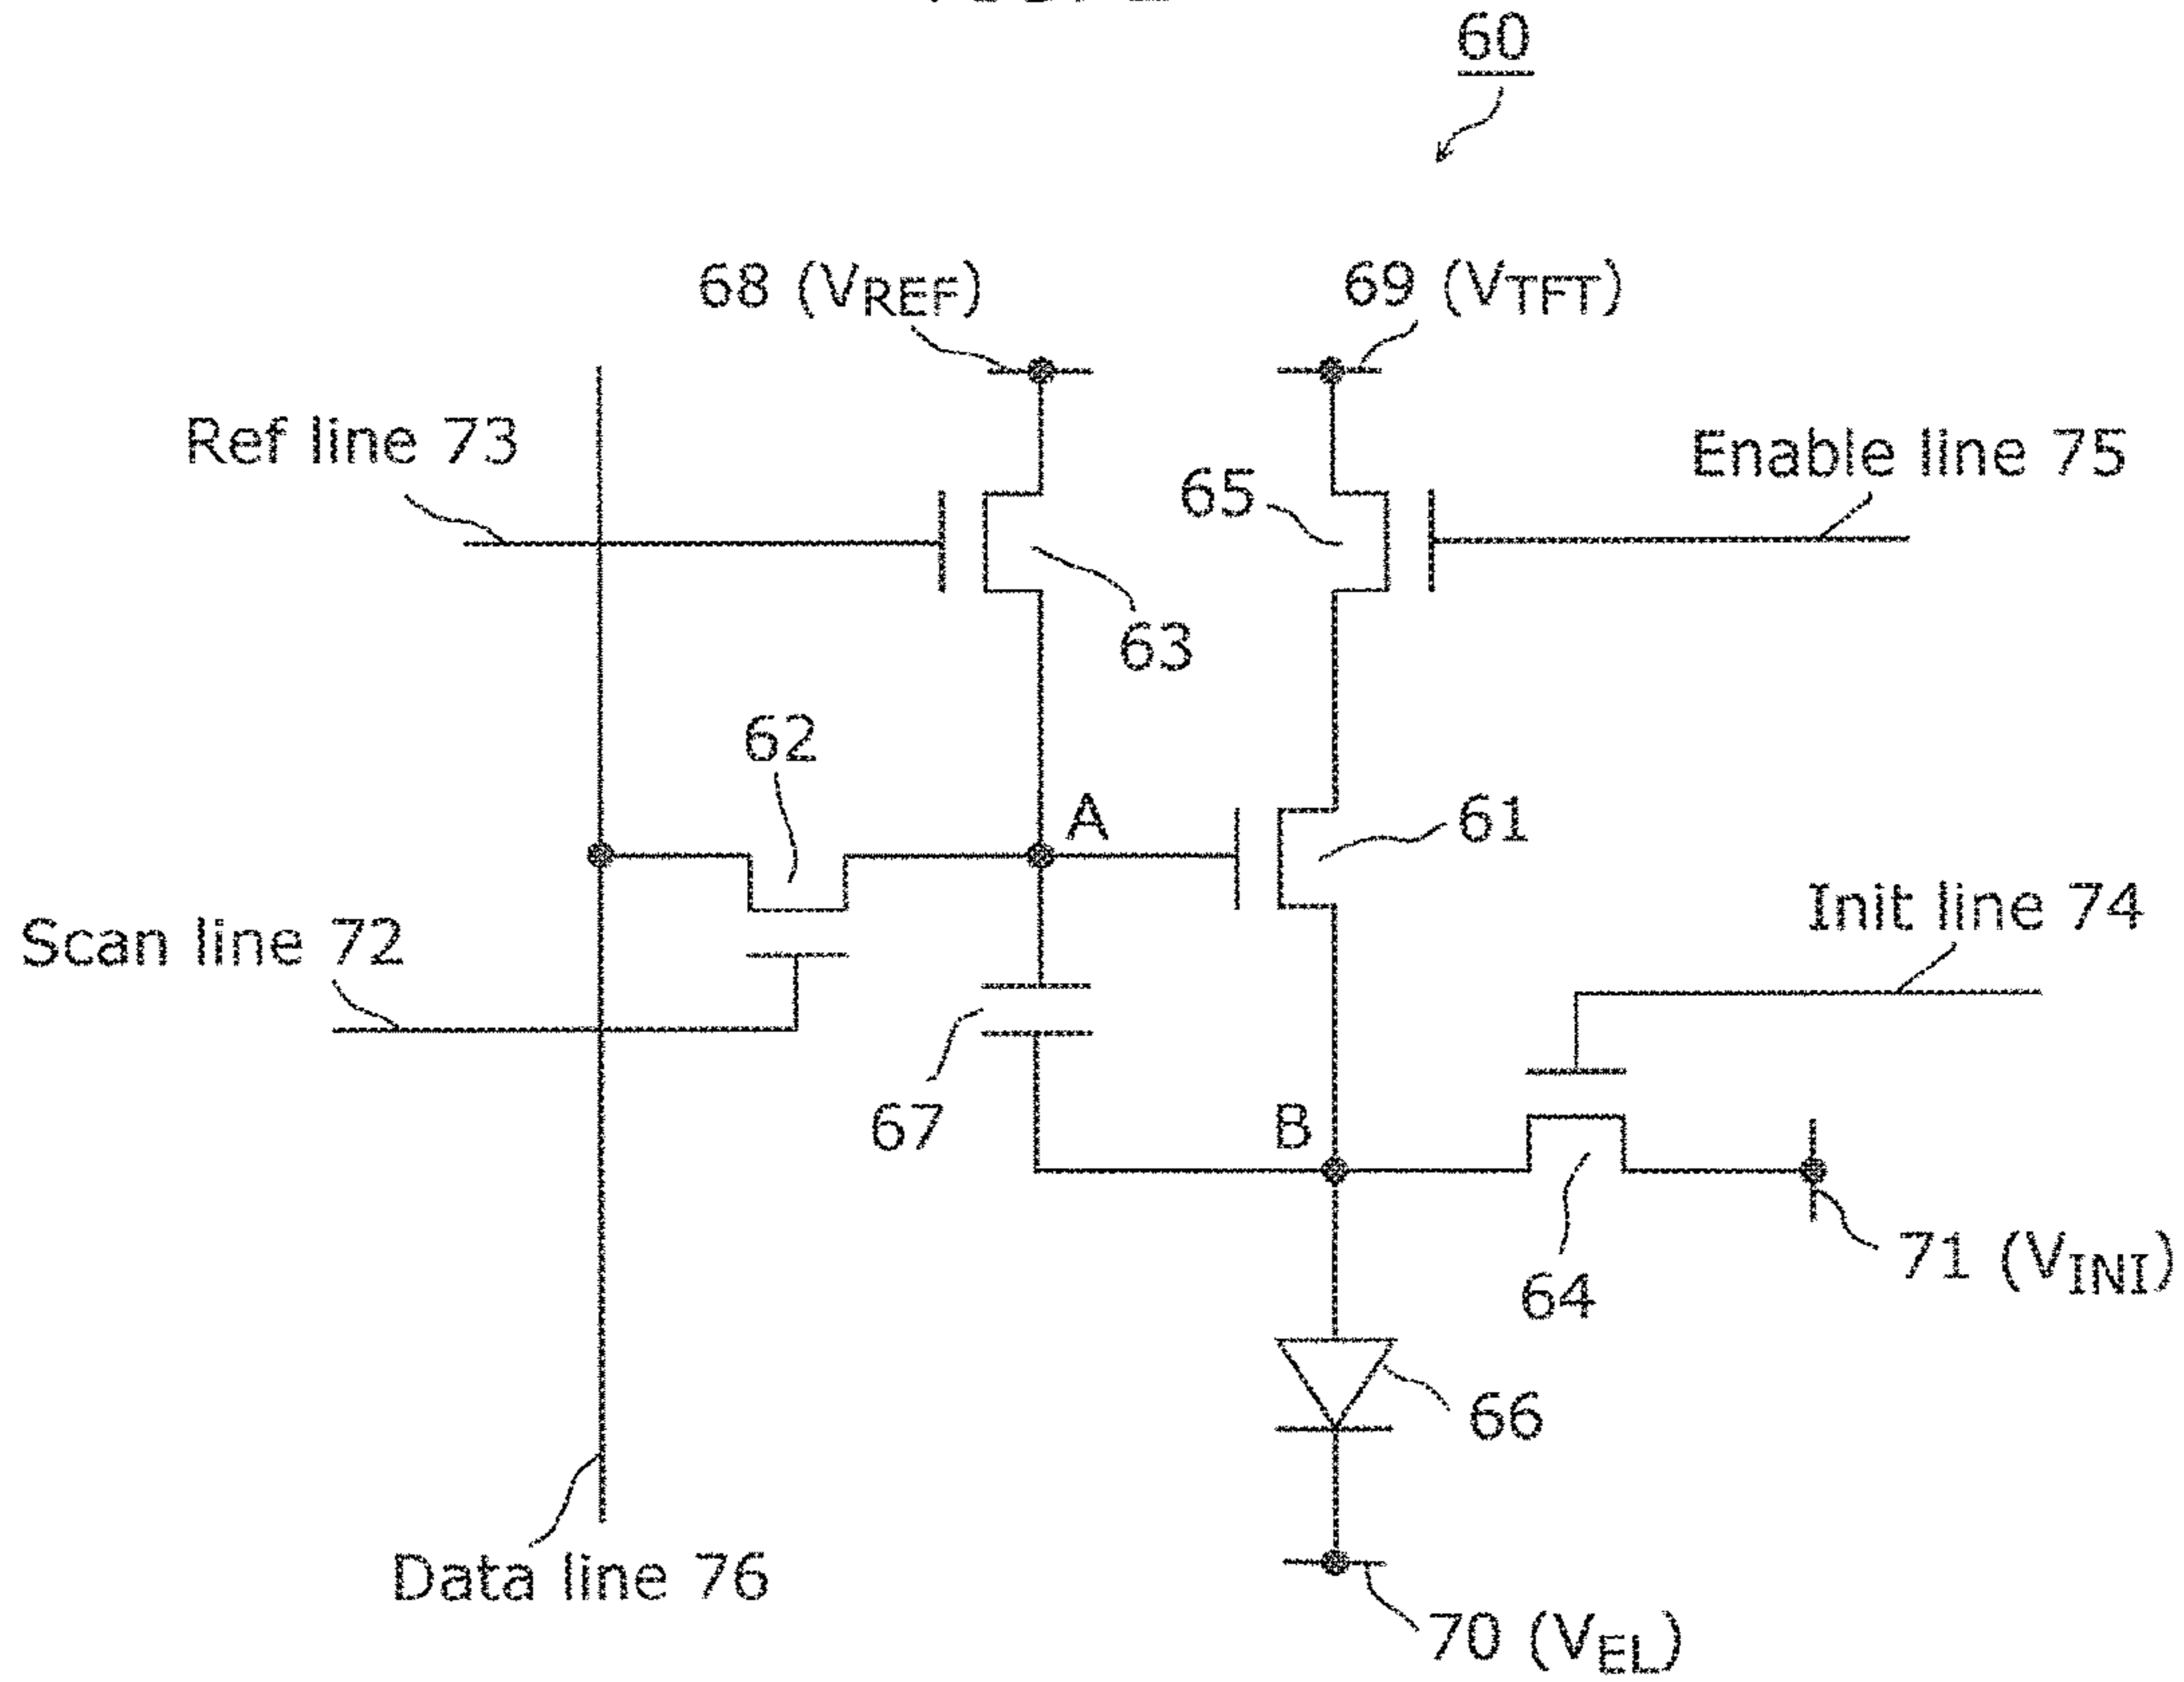 60
68 (VREF)
69 (VTFT)
Ref line 73
65
Enable line 75
63
62
A
61
Scan line 72
Init line 74
67
B
64
71 (VINI)
66
Data line 76
70 (VEL)